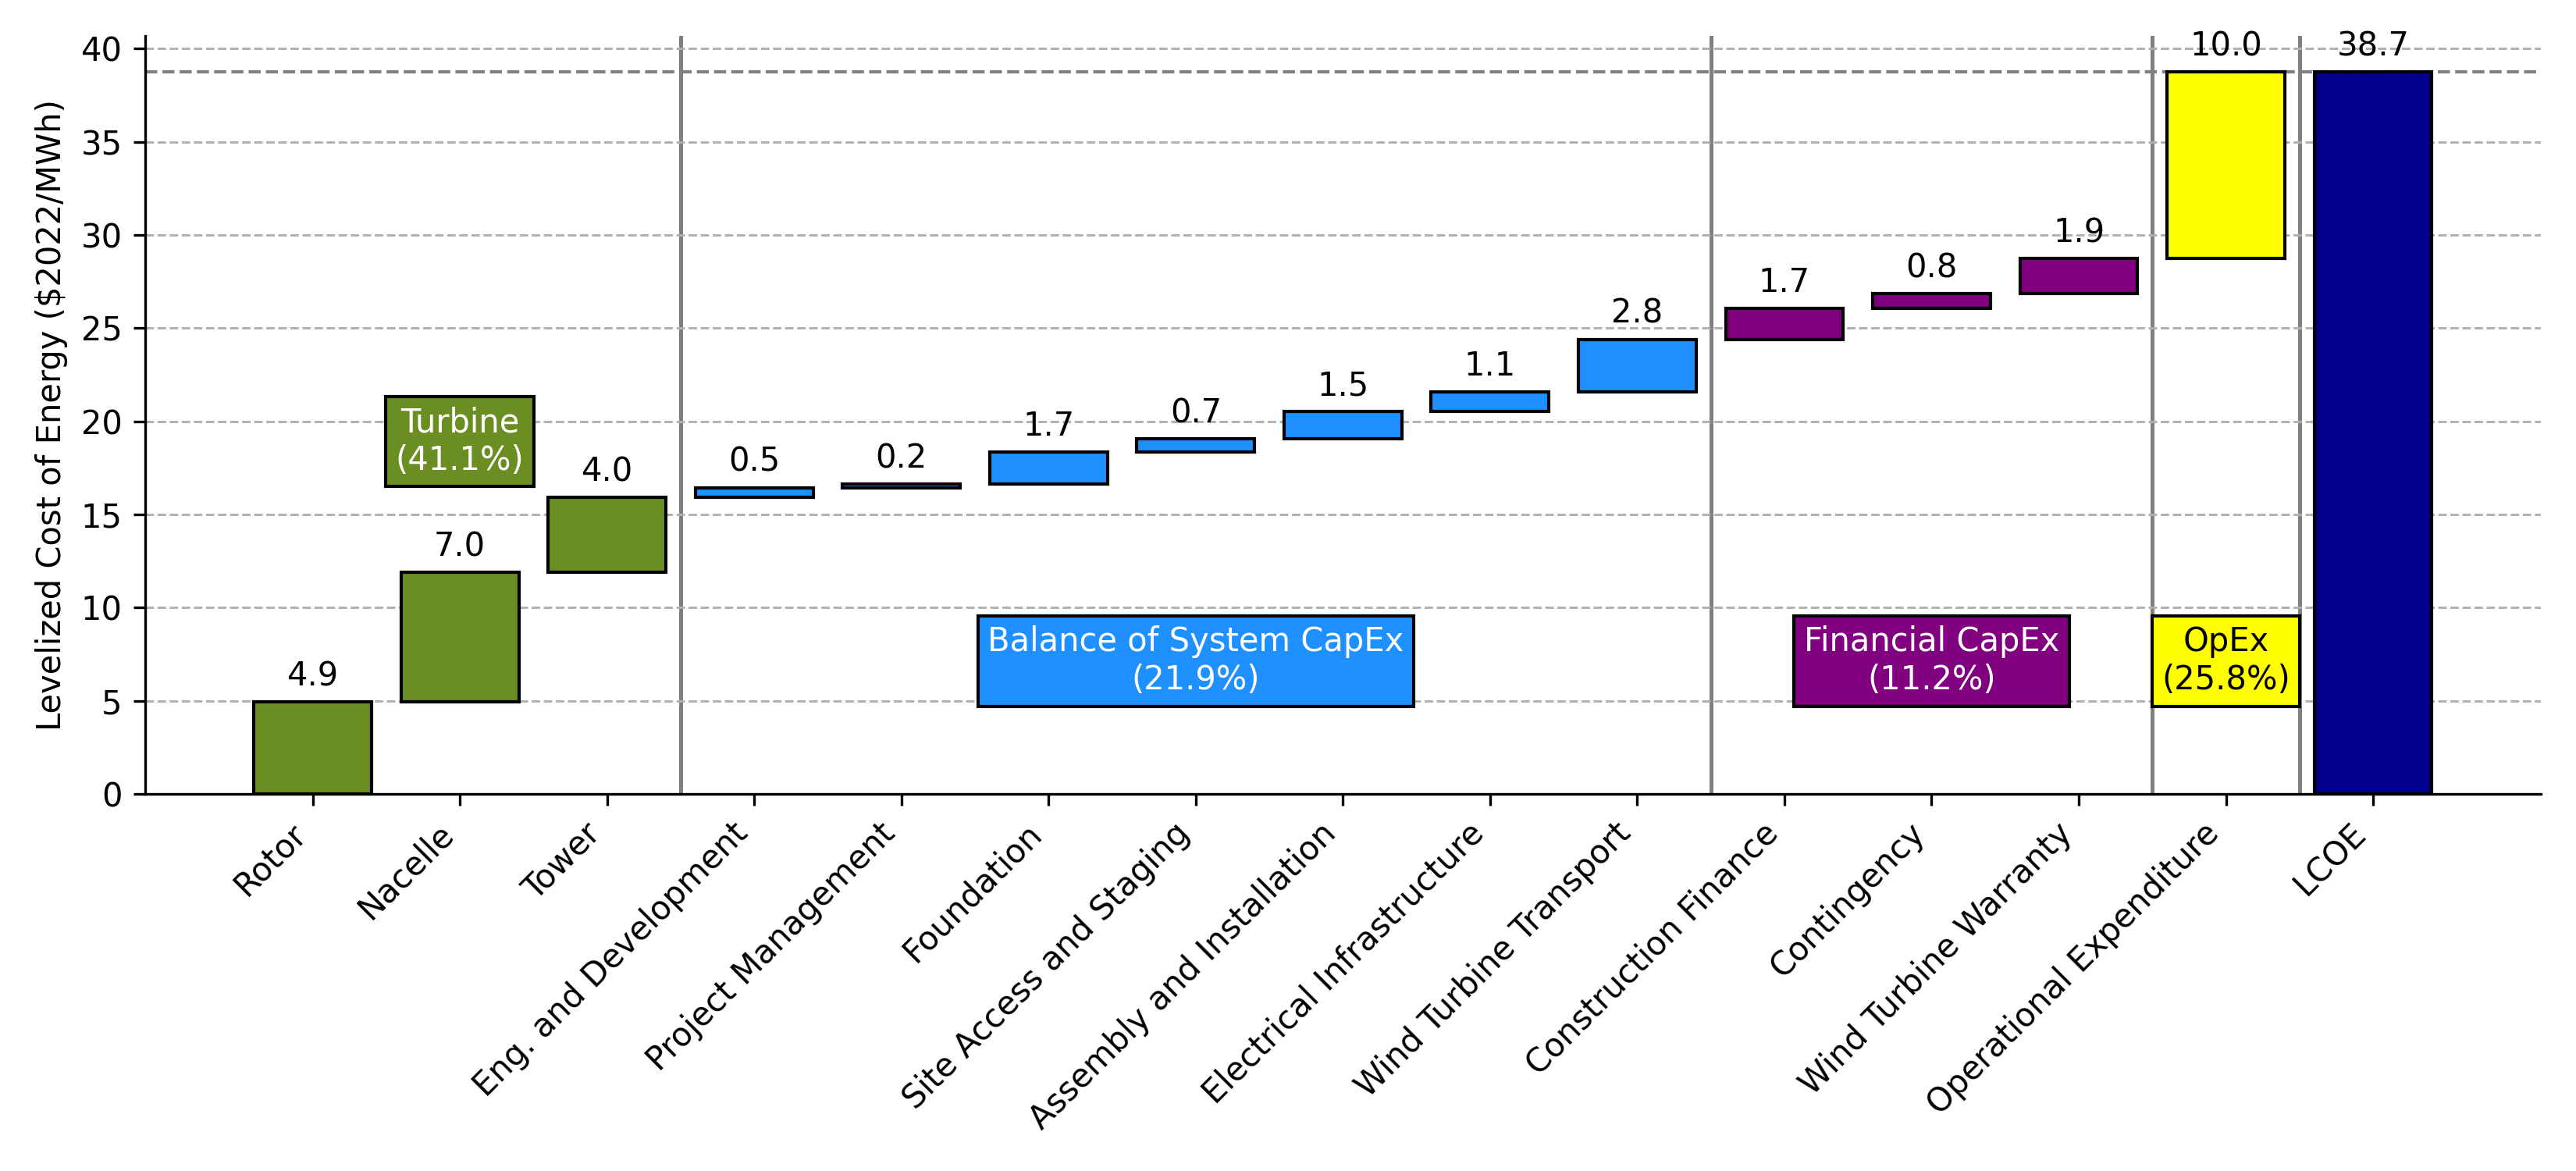 Levelized Cost of Energy ($2022/MWh)
40
35
30
25
20
15
10
5
0
4.9
7.0
4.0
0.5
0.2
1.7
0.7
1.5
1.1
2.8
1.7
0.8
1.9
10.0
38.7
Turbine
(41.1%)
Balance of System CapEx
(21.9%)
Financial CapEx
(11.2%)
OpEx
(25.8%)
Rotor
Nacelle
Tower
Eng. and Development
Project Management
Foundation
Site Access and Staging
Assembly and Installation
Electrical Infrastructure
Wind Turbine Transport
Construction Finance
Contingency
Wind Turbine Warranty
Operational Expenditure
LCOE